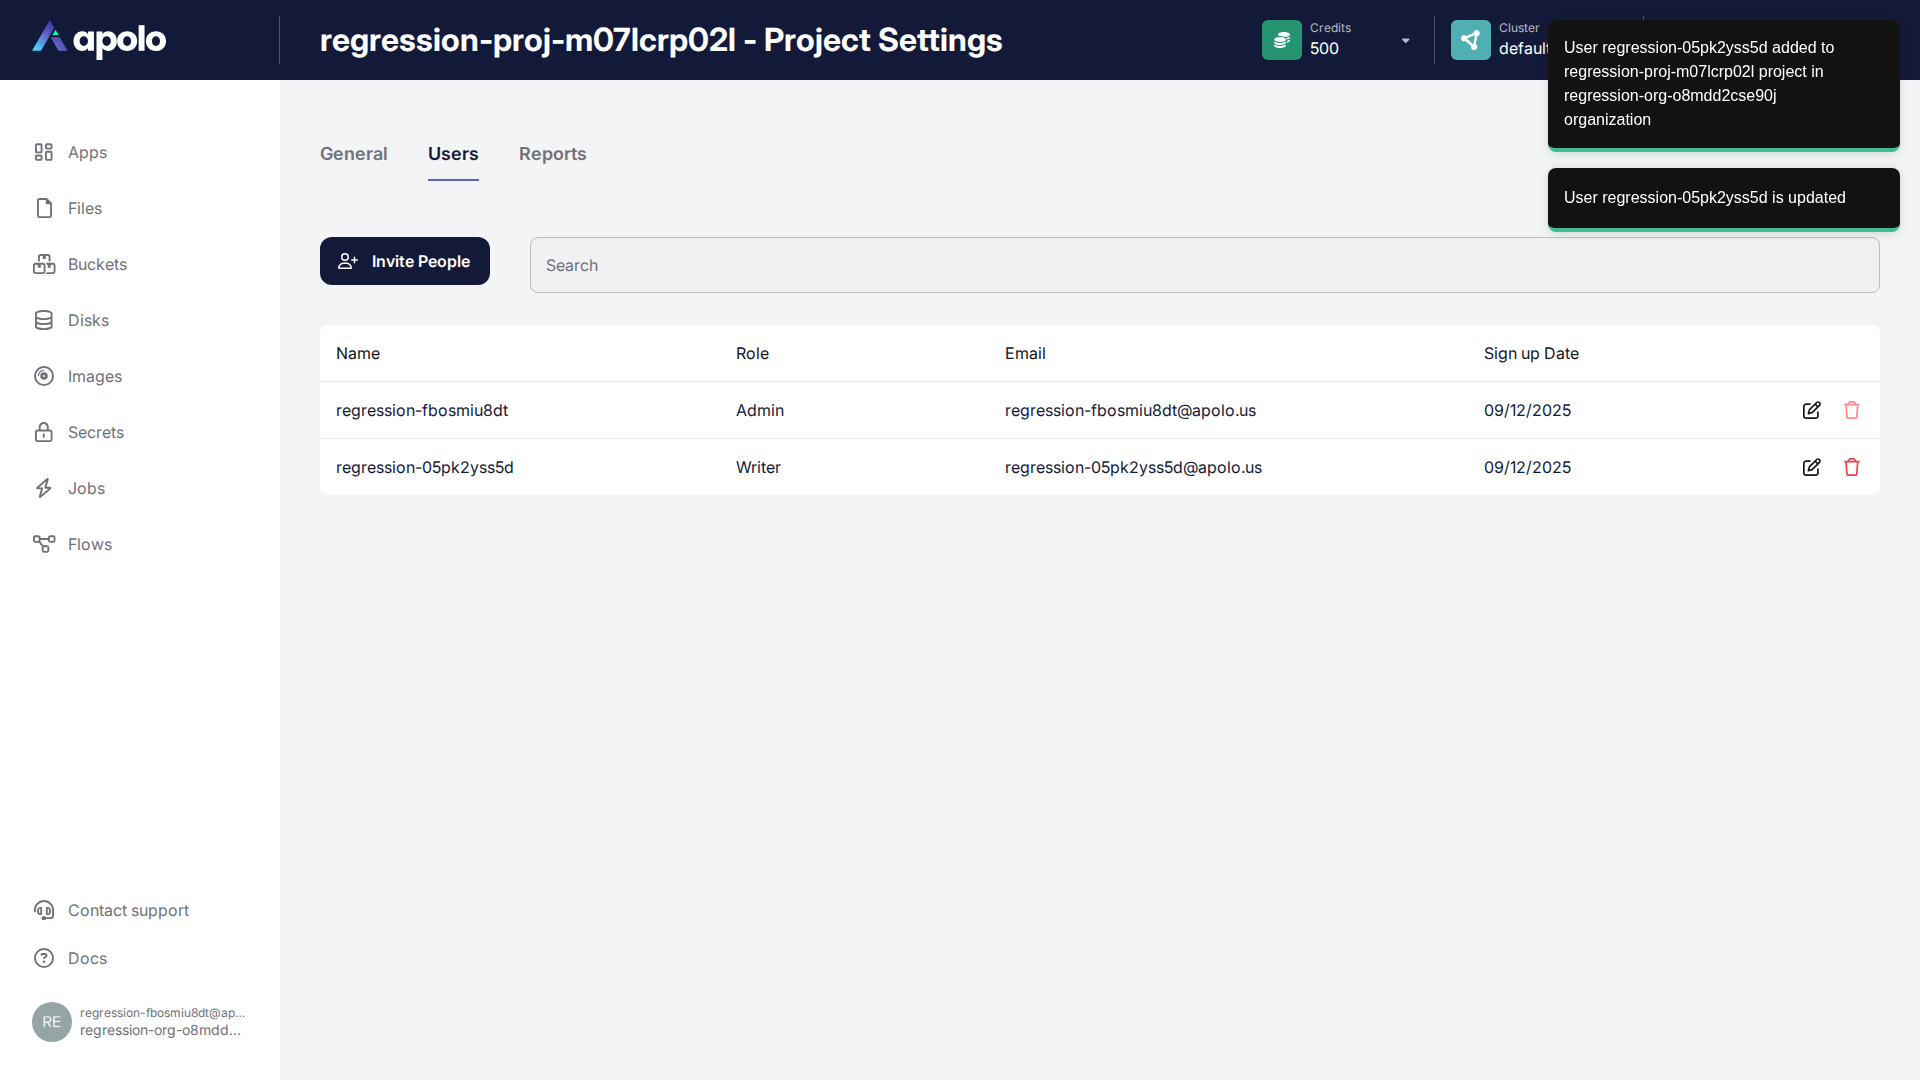 apolo
regression-proj-m07lcrp02l - Project Settings
Credits
500
Cluster
default
User regression-05pk2yss5d added to
regression-proj-m07lcrp02l project in
regression-org-o8mdd2cse90j
organization
User regression-05pk2yss5d is updated
Apps
Files
Buckets
Disks
Images
Secrets
Jobs
Flows
General
Users
Reports
Invite People
Search
Name Role Email Sign up Date
regression-fbosmiu8dt Admin regression-fbosmiu8dt@apolo.us 09/12/2025
regression-05pk2yss5d Writer regression-05pk2yss5d@apolo.us 09/12/2025
Contact support
Docs
RE
regression-fbosmiu8dt@ap...
regression-org-o8mdd...